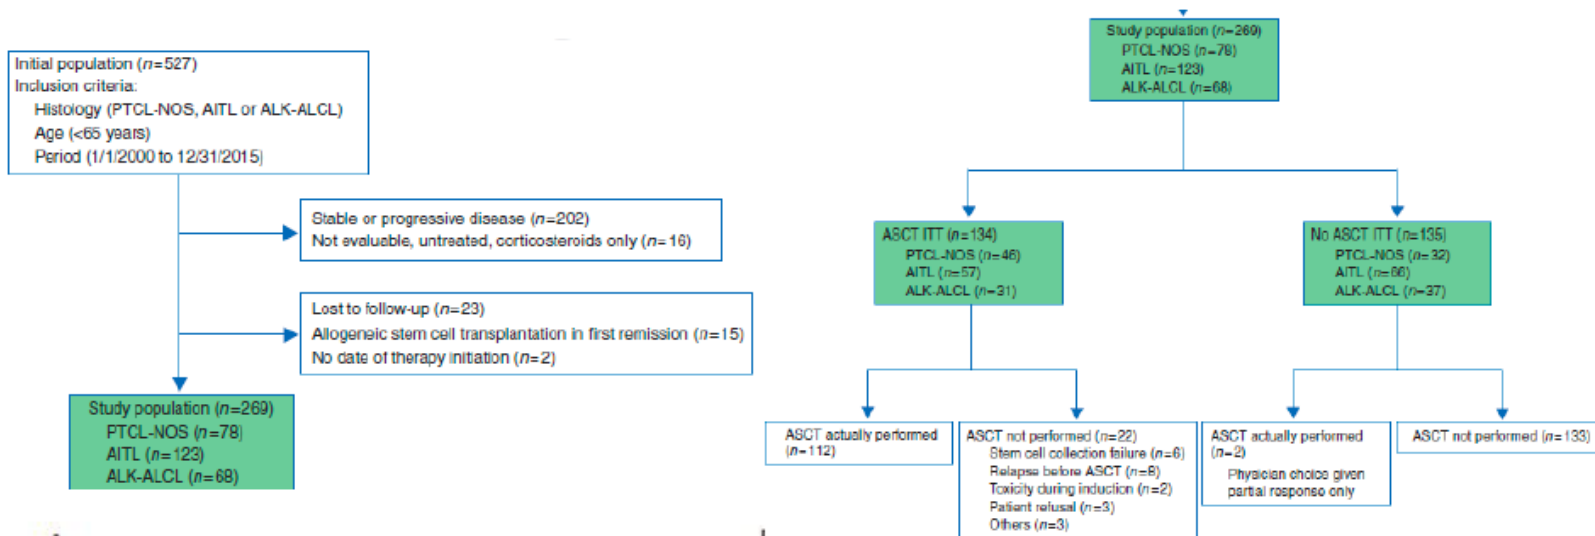 Initial population (n=527)
Inclusion criteria:
Histology (PTCL-NOS, AITL or ALK-ALCL)
Age (<65 years)
Period (1/1/2000 to 12/31/2015)
Stable or progressive disease (n=202)
Not evaluable, untreated, corticosteroids only (n=16)
Lost to follow-up (n=23)
Allogeneic stem cell transplantation in first remission (n=15)
No date of therapy initiation (n=2)
Study population (n=269)
PTCL-NOS (n=78)
AITL (n=123)
ALK-ALCL (n=68)
Study population (n=269)
PTCL-NOS (n=78)
AITL (n=123)
ALK-ALCL (n=68)
ASCT ITT (n=134)
PTCL-NOS (n=46)
AITL (n=57)
ALK-ALCL (n=31)
No ASCT ITT (n=135)
PTCL-NOS (n=32)
AITL (n=66)
ALK-ALCL (n=37)
ASCT actually performed
(n=112)
ASCT not performed (n=22)
Stem cell collection failure (n=6)
Relapse before ASCT (n=8)
Toxicity during induction (n=2)
Patient refusal (n=3)
Others (n=3)
ASCT actually performed
(n=2)
Physician choice given
partial response only
ASCT not performed (n=133)